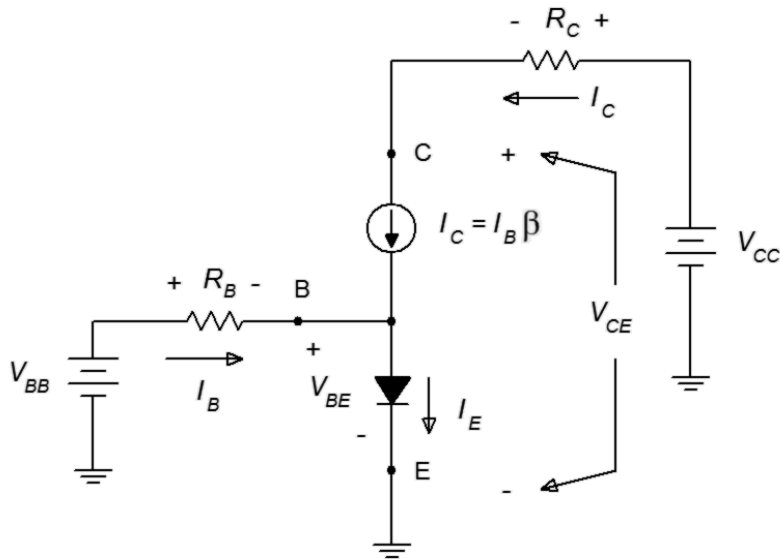 - R_C +
I_C
C
+
I_C = I_B β
V_CC
+ R_B - B
V_CE
+
V_BB
V_BE
I_B
I_E
-
E
-